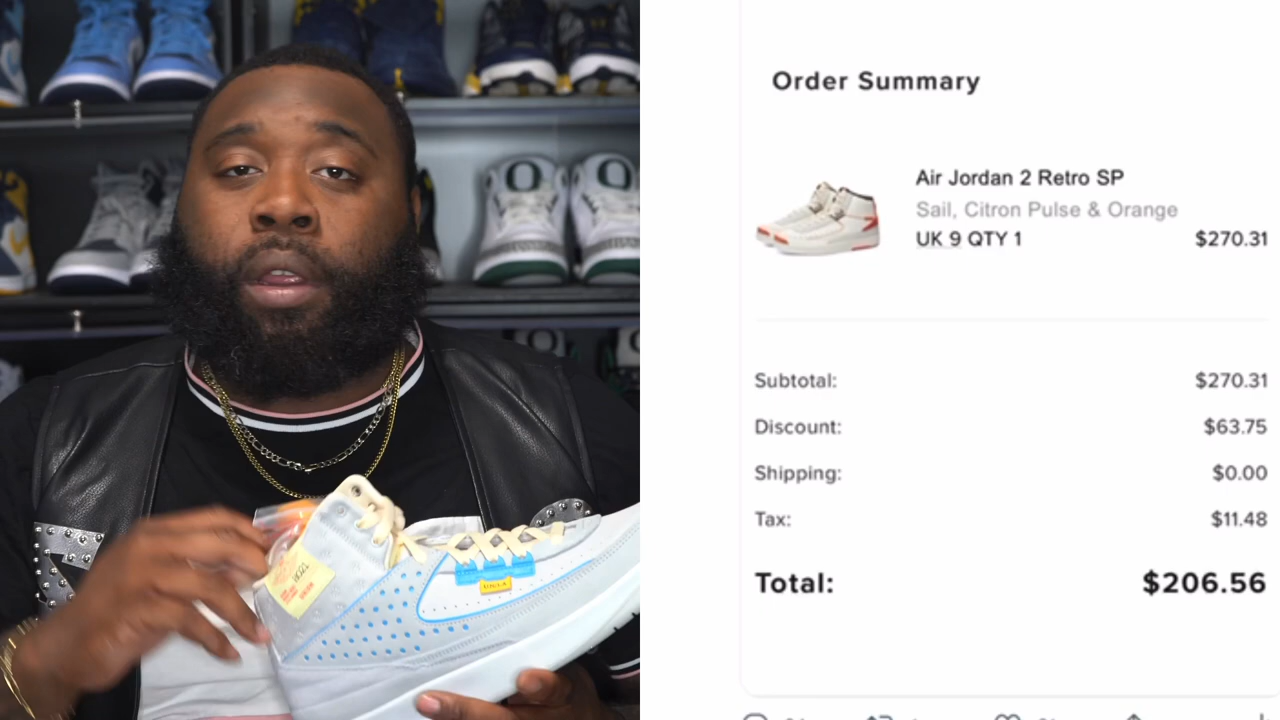 Order Summary
Air Jordan 2 Retro SP
Sail, Citron Pulse & Orange
UK 9 QTY 1 $270.31
Subtotal: $270.31
Discount: $63.75
Shipping: $0.00
Tax: $11.48
Total: $206.56
O
O
O